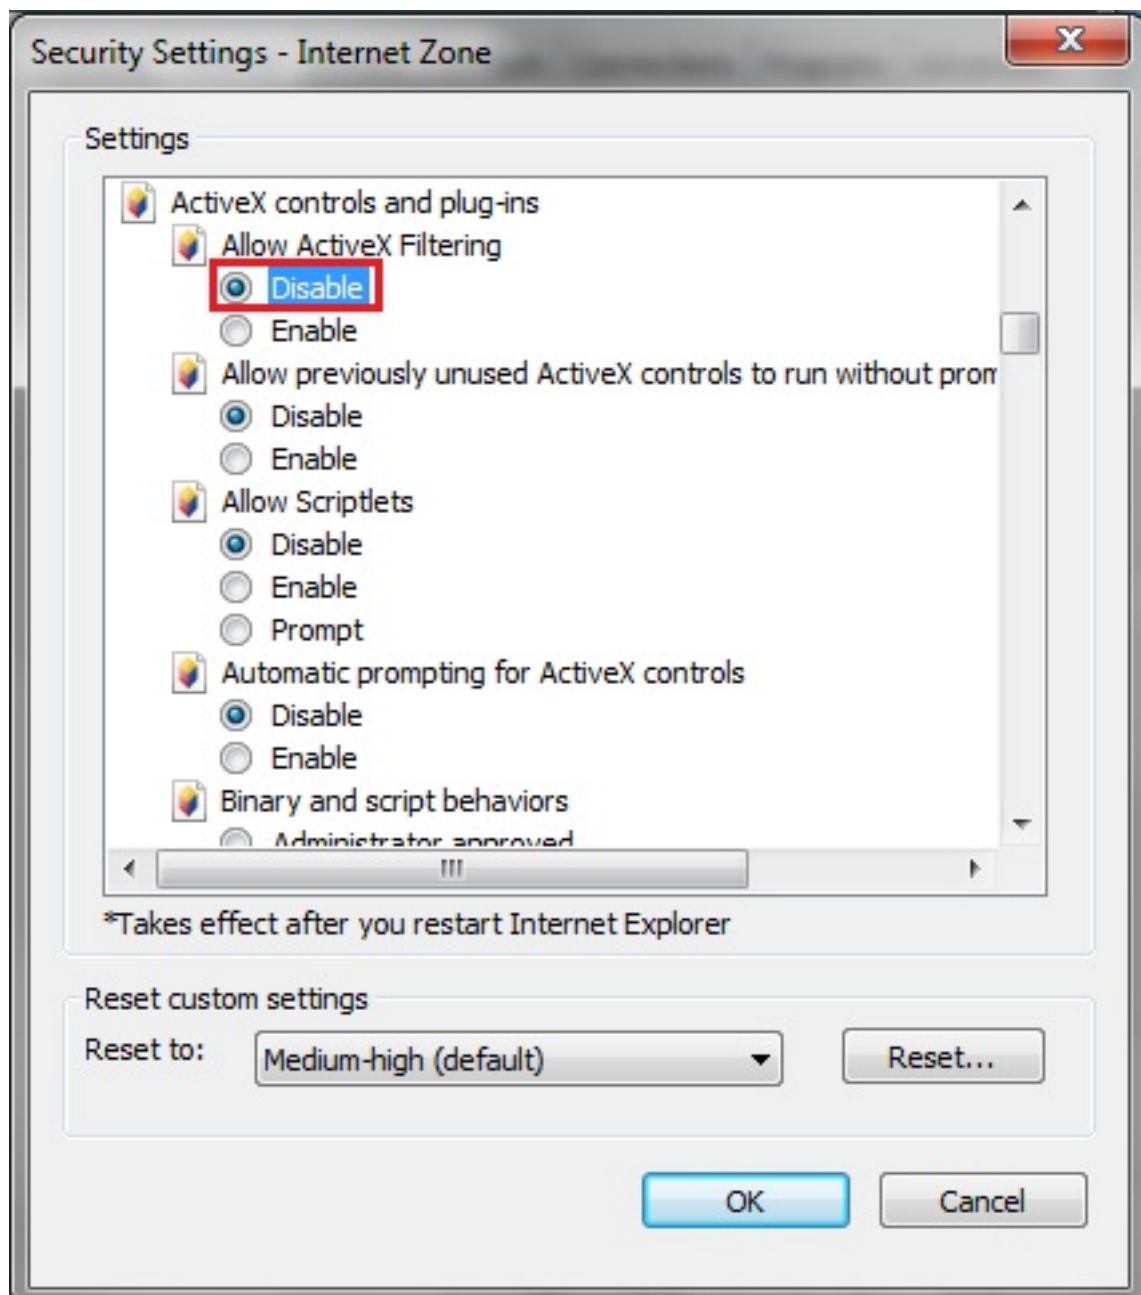 Security Settings - Internet Zone
Settings
ActiveX controls and plug-ins
Allow ActiveX Filtering
Disable
Enable
Allow previously unused ActiveX controls to run without prom
Disable
Enable
Allow Scriptlets
Disable
Enable
Prompt
Automatic prompting for ActiveX controls
Disable
Enable
Binary and script behaviors
Administrator approved
*Takes effect after you restart Internet Explorer
Reset custom settings
Reset to:
Medium-high (default)
Reset...
OK
Cancel